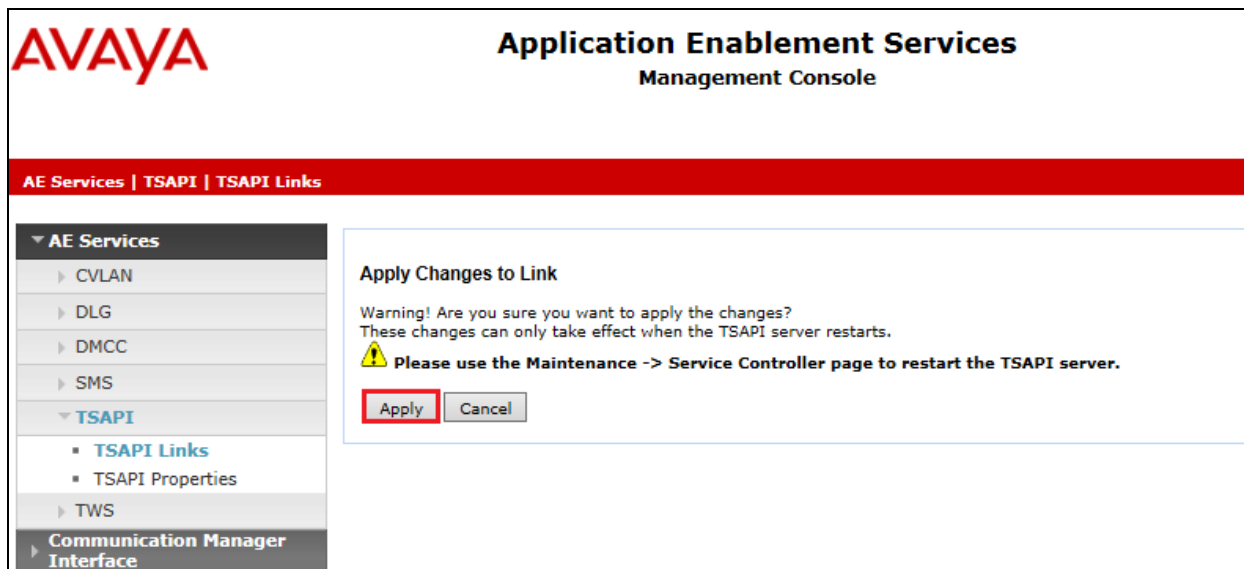 AVAYA
Application Enablement Services
Management Console
AE Services | TSAPI | TSAPI Links
AE Services
CVLAN
DLG
DMCC
SMS
TSAPI
TSAPI Links
TSAPI Properties
TWS
Communication Manager
Interface
Apply Changes to Link
Warning! Are you sure you want to apply the changes?
These changes can only take effect when the TSAPI server restarts.
Please use the Maintenance -> Service Controller page to restart the TSAPI server.
Apply Cancel